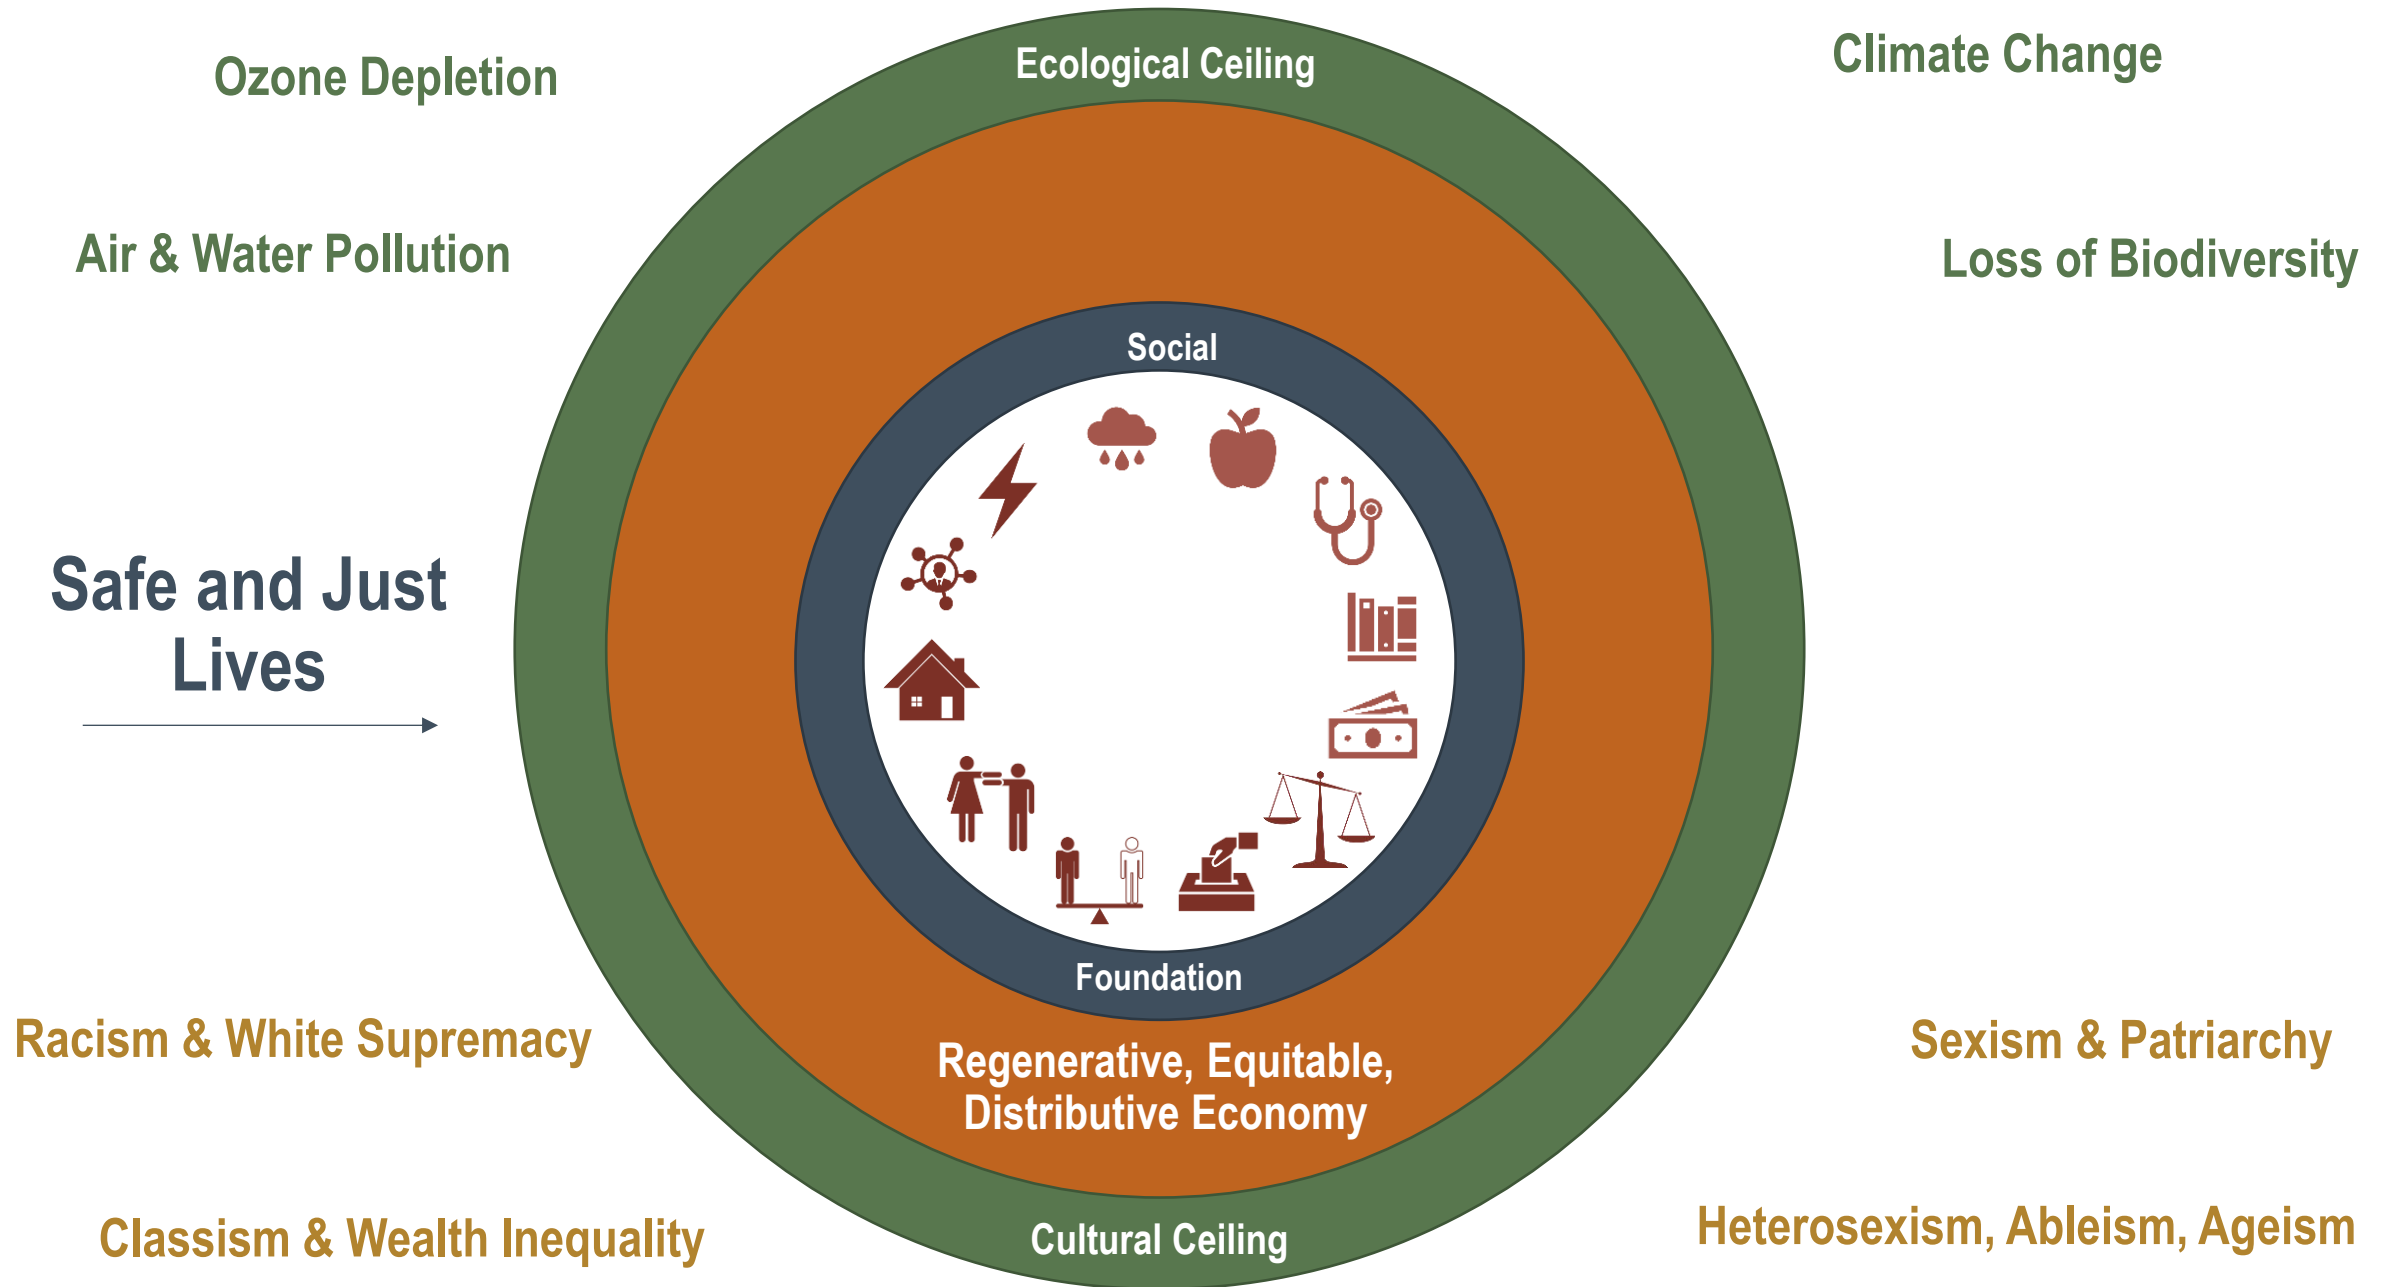 Ozone Depletion
Ecological Ceiling
Climate Change
Air & Water Pollution
Loss of Biodiversity
Social
Safe and Just
Lives
Foundation
Racism & White Supremacy
Sexism & Patriarchy
Regenerative, Equitable,
Distributive Economy
Classism & Wealth Inequality
Cultural Ceiling
Heterosexism, Ableism, Ageism